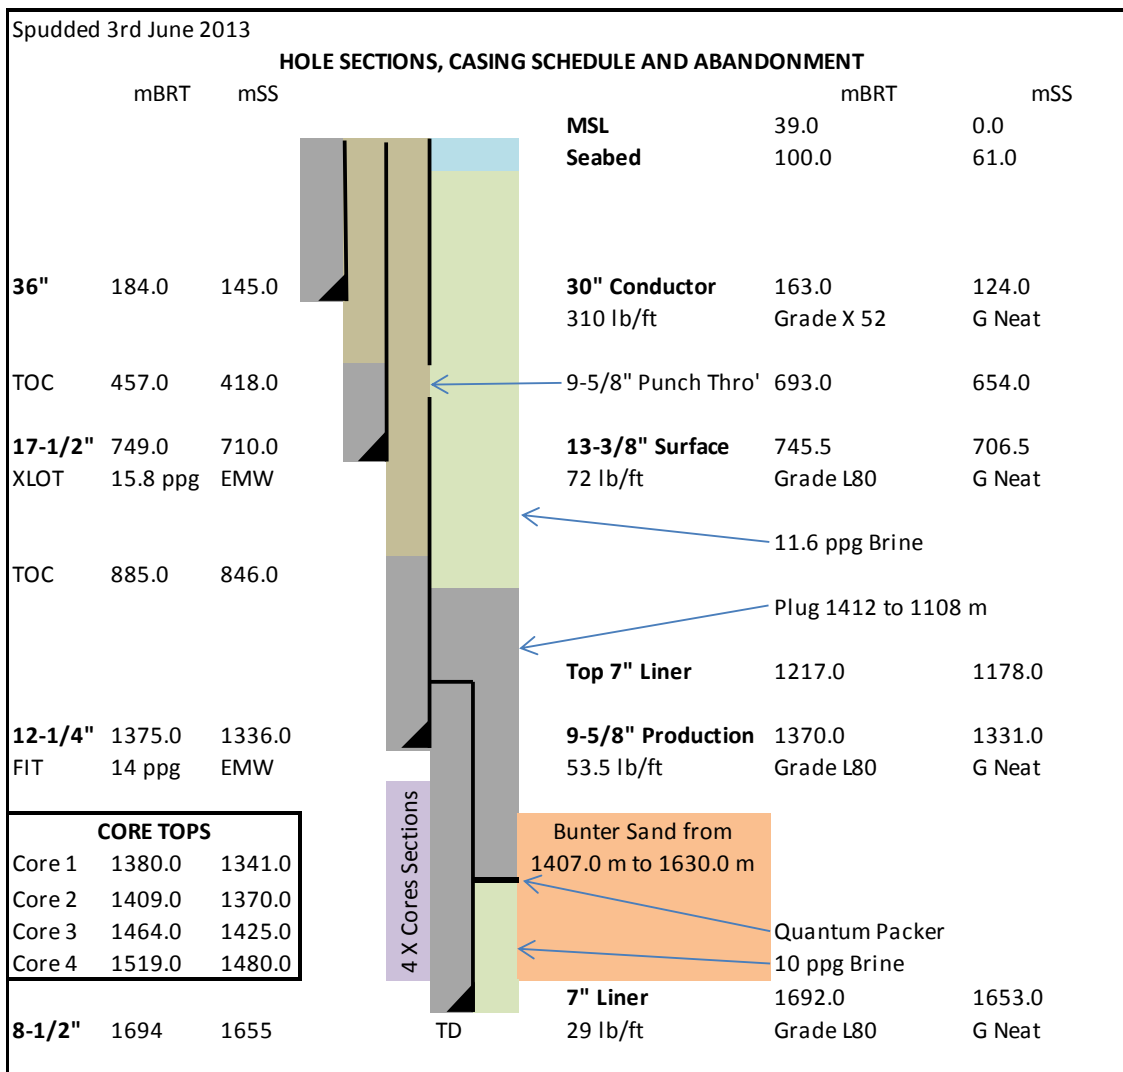 Spudded 3rd June 2013
HOLE SECTIONS, CASING SCHEDULE AND ABANDONMENT
mBRT mSS mBRT mSS
MSL 39.0 0.0
Seabed 100.0 61.0
36" 184.0 145.0 30" Conductor 163.0 124.0
310 lb/ft Grade X 52 G Neat
TOC 457.0 418.0 9-5/8" Punch Thro' 693.0 654.0
17-1/2" 749.0 710.0 13-3/8" Surface 745.5 706.5
XLOT 15.8 ppg EMW 72 lb/ft Grade L80 G Neat
11.6 ppg Brine
TOC 885.0 846.0
Plug 1412 to 1108 m
Top 7" Liner 1217.0 1178.0
12-1/4" 1375.0 1336.0 9-5/8" Production 1370.0 1331.0
FIT 14 ppg EMW 53.5 lb/ft Grade L80 G Neat
CORE TOPS
Core 1 1380.0 1341.0
Core 2 1409.0 1370.0
Core 3 1464.0 1425.0
Core 4 1519.0 1480.0
4 X Cores Sections
Bunter Sand from
1407.0 m to 1630.0 m
Quantum Packer
10 ppg Brine
7" Liner 1692.0 1653.0
8-1/2" 1694 1655 TD 29 lb/ft Grade L80 G Neat